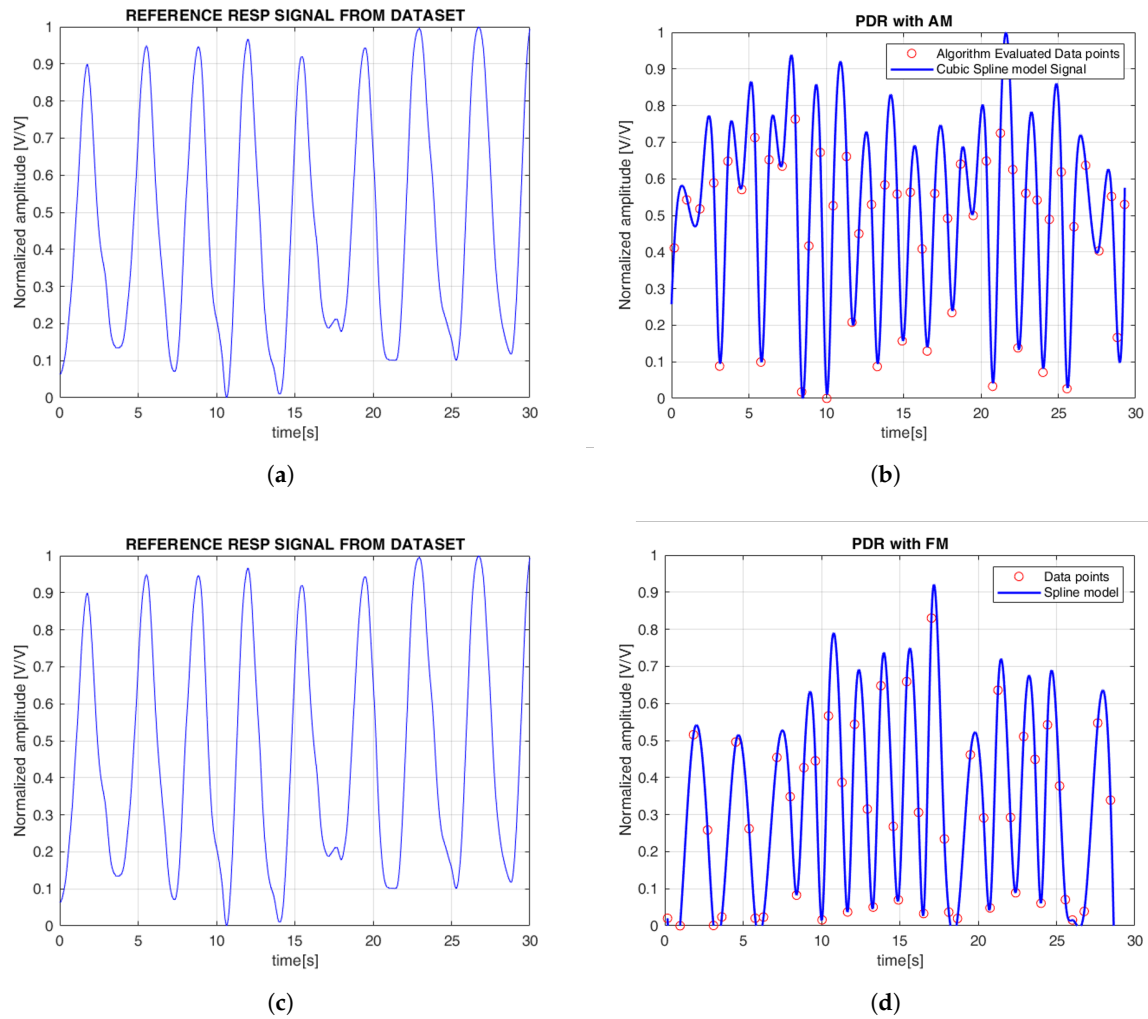 REFERENCE RESP SIGNAL FROM DATASET
Normalized amplitude [V/V]
1
0.9
0.8
0.7
0.6
0.5
0.4
0.3
0.2
0.1
0
0 5 10 15 20 25 30
time[s]
(a)
PDR with AM
Algorithm Evaluated Data points
Cubic Spline model Signal
Normalized amplitude [V/V]
1
0.9
0.8
0.7
0.6
0.5
0.4
0.3
0.2
0.1
0
0 5 10 15 20 25 30
time[s]
(b)
REFERENCE RESP SIGNAL FROM DATASET
Normalized amplitude [V/V]
1
0.9
0.8
0.7
0.6
0.5
0.4
0.3
0.2
0.1
0
0 5 10 15 20 25 30
time[s]
(c)
PDR with FM
Data points
Spline model
Normalized amplitude [V/V]
1
0.9
0.8
0.7
0.6
0.5
0.4
0.3
0.2
0.1
0
0 5 10 15 20 25 30
time[s]
(d)